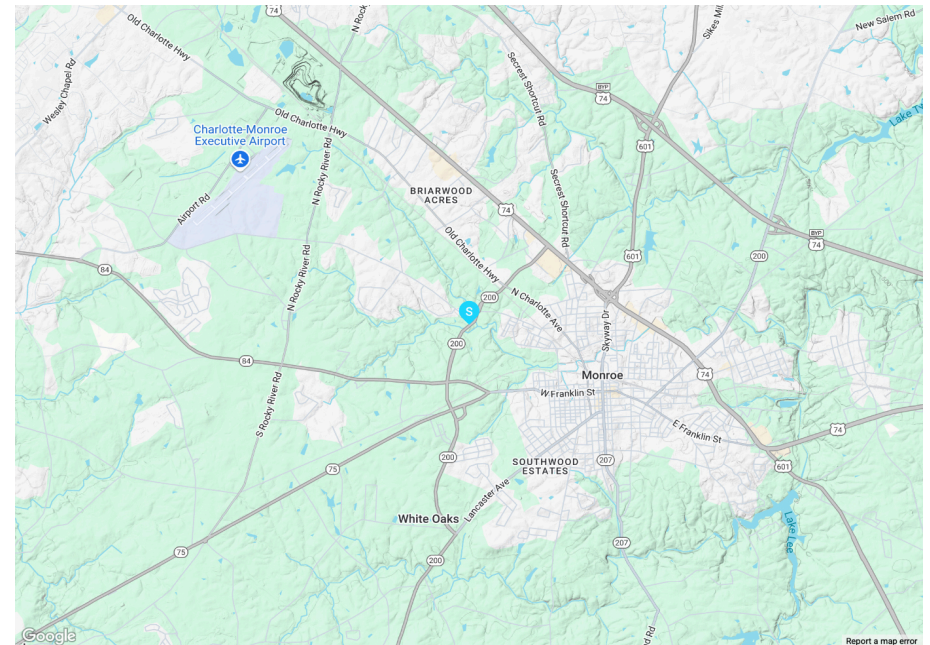 74
Old Charlotte Hwy
N Rocky
Sikes Mil
New Salem Rd
Wesley Chapel Rd
Secrest Shortcut Rd
BYP
74
Old Charlotte Hwy
Lake Tw
Charlotte-Monroe
Executive Airport
N Rocky River Rd
601
BRIARWOOD
ACRES
Secrest Shortcut Rd
Airport Rd
74
BYP
74
Old Charlotte Hwy
601
200
84
N Rocky River Rd
200
N Charlotte Ave
S
Skyway Dr
200
84
Monroe
74
W Franklin St
S Rocky River Rd
E Franklin St
74
200
75
SOUTHWOOD
ESTATES
207
601
Lancaster Ave
White Oaks
Lake Lee
75
200
207
d Rd
Google
Report a map error